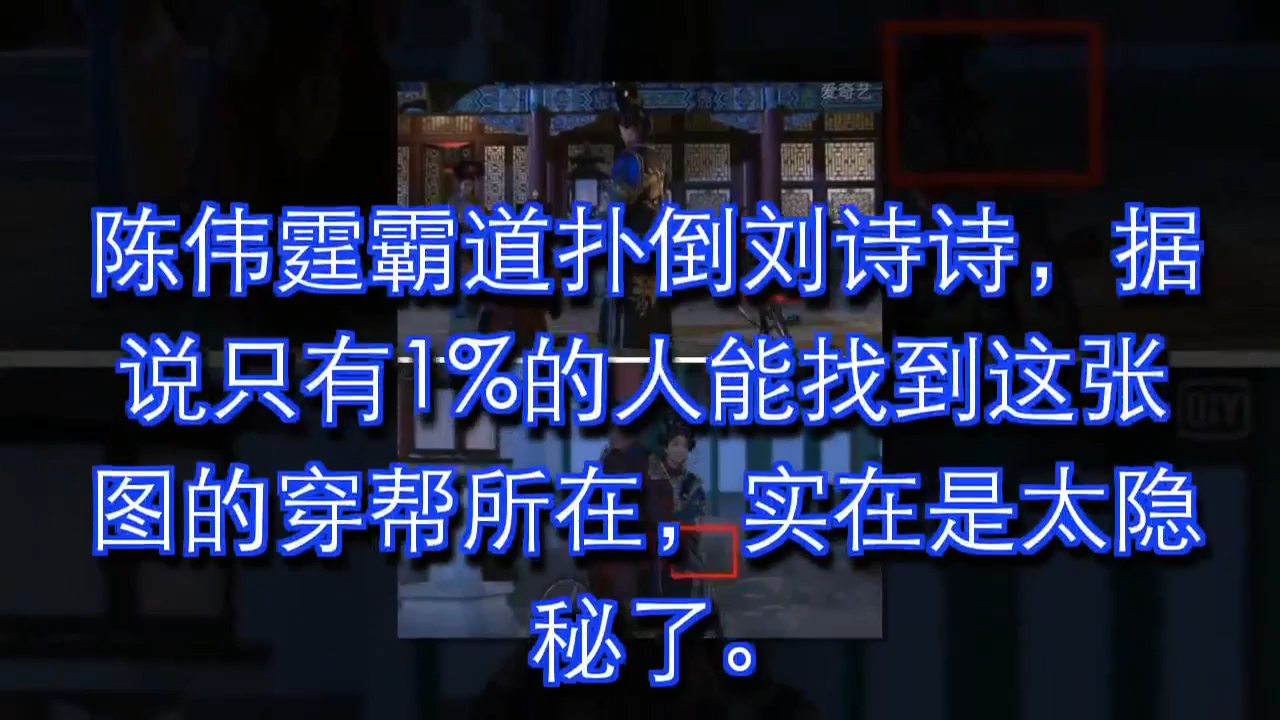 爱奇艺
陈伟霆霸道扑倒刘诗诗，据
说只有1%的人能找到这张
图的穿帮所在，实在是太隐
秘了。